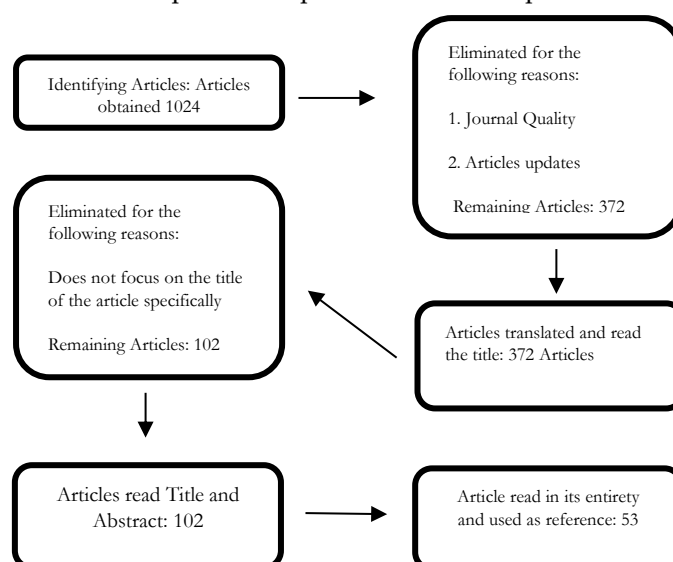 Identifying Articles: Articles
obtained 1024
Eliminated for the
following reasons:
1. Journal Quality
2. Articles updates
Remaining Articles: 372
Articles translated and read
the title: 372 Articles
Eliminated for the
following reasons:
Does not focus on the title
of the article specifically
Remaining Articles: 102
Articles read Title and
Abstract: 102
Article read in its entirety
and used as reference: 53